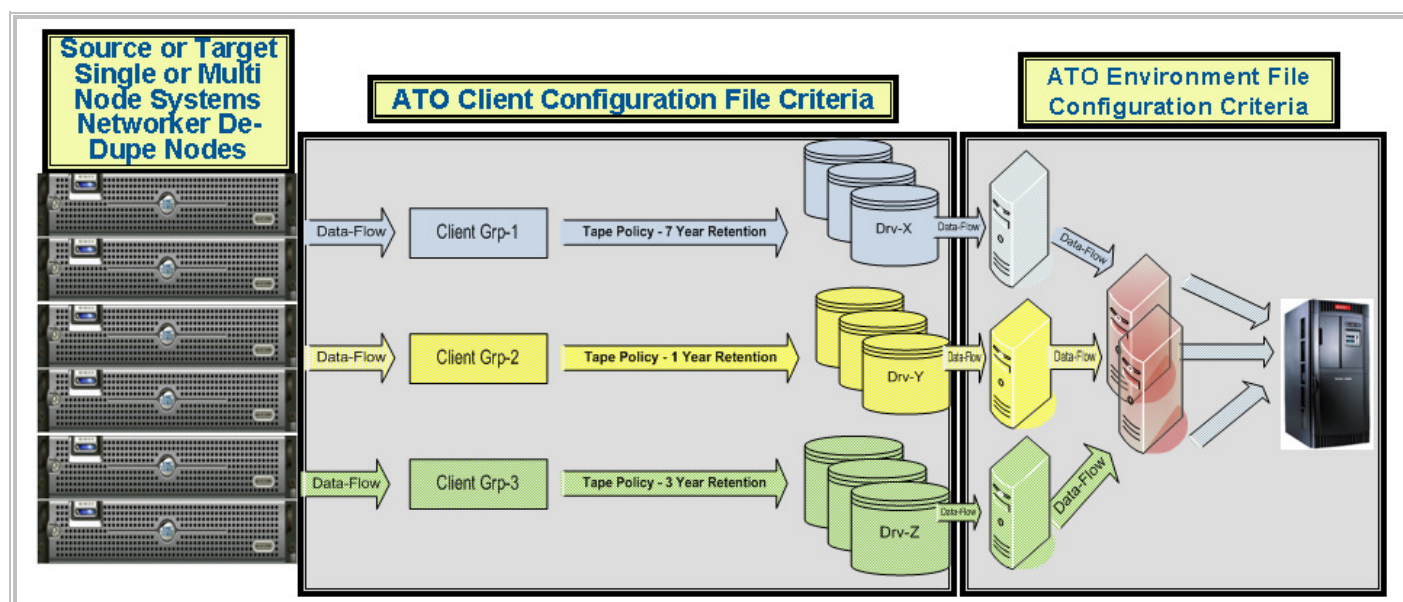 Source or Target
Single or Multi
Node Systems
Networker De-
Dupe Nodes
ATO Client Configuration File Criteria
ATO Environment File
Configuration Criteria
Data-Flow
Client Grp-1
Tape Policy - 7 Year Retention
Drv-X
Data-Flow
Data-Flow
Data-Flow
Client Grp-2
Tape Policy - 1 Year Retention
Drv-Y
Data-Flow
Data-Flow
Data-Flow
Client Grp-3
Tape Policy - 3 Year Retention
Drv-Z
Data-Flow
Data-Flow